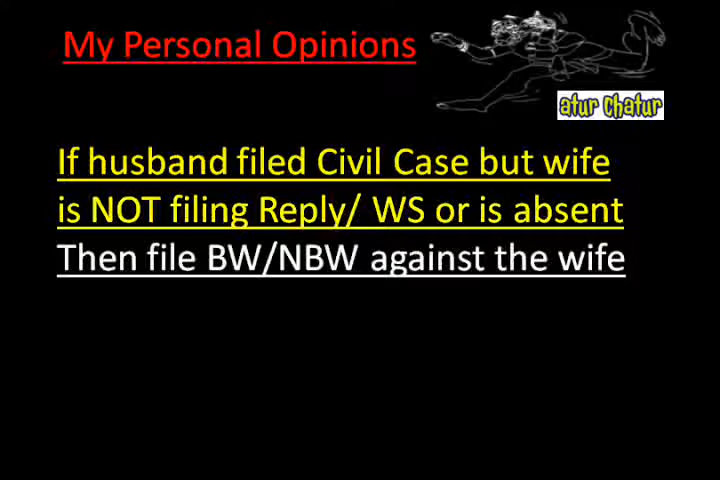 My Personal Opinions
atur chatur
If husband filed Civil Case but wife
is NOT filing Reply/ WS or is absent
Then file BW/NBW against the wife